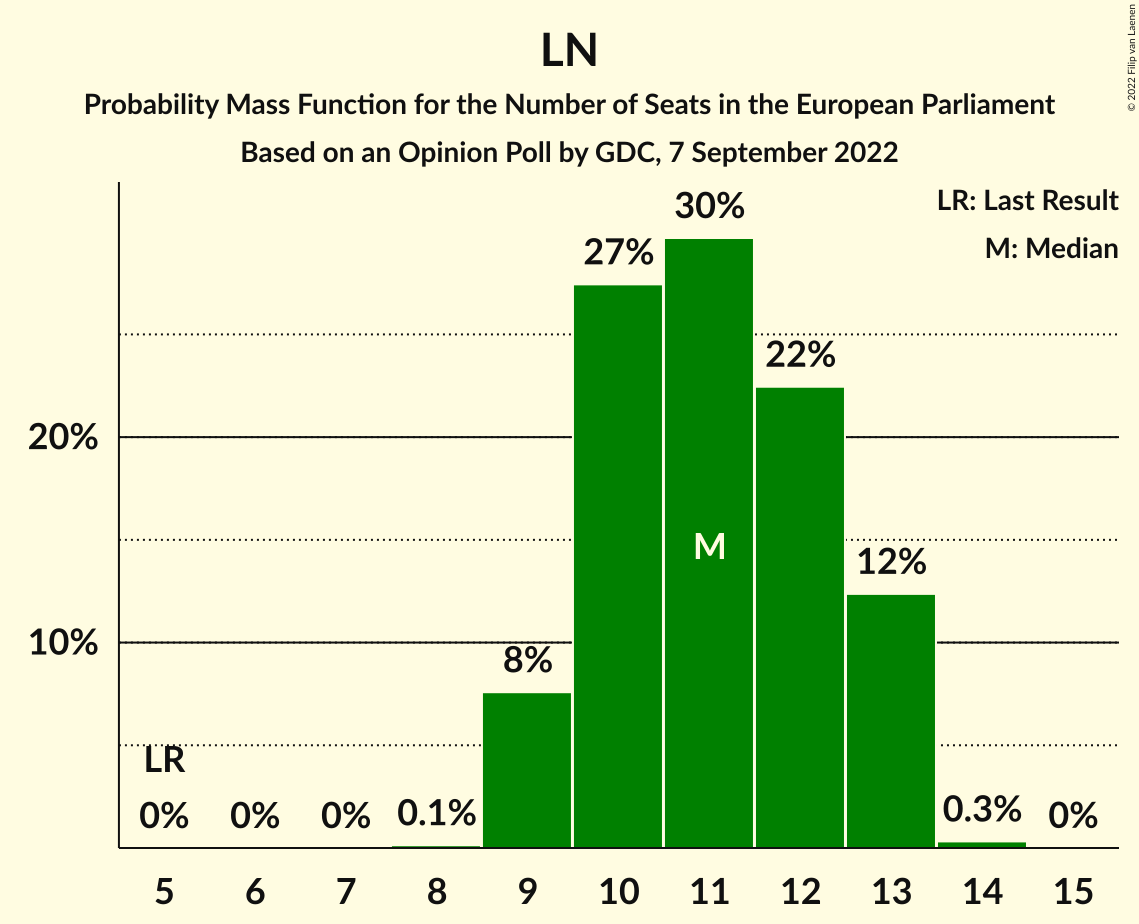 LN
Probability Mass Function for the Number of Seats in the European Parliament
Based on an Opinion Poll by GDC, 7 September 2022
© 2022 Filip van Laenen
LR: Last Result
M: Median
30%
27%
22%
20%
M
12%
10%
8%
LR
0% 0% 0% 0.1% 0.3% 0%
5 6 7 8 9 10 11 12 13 14 15